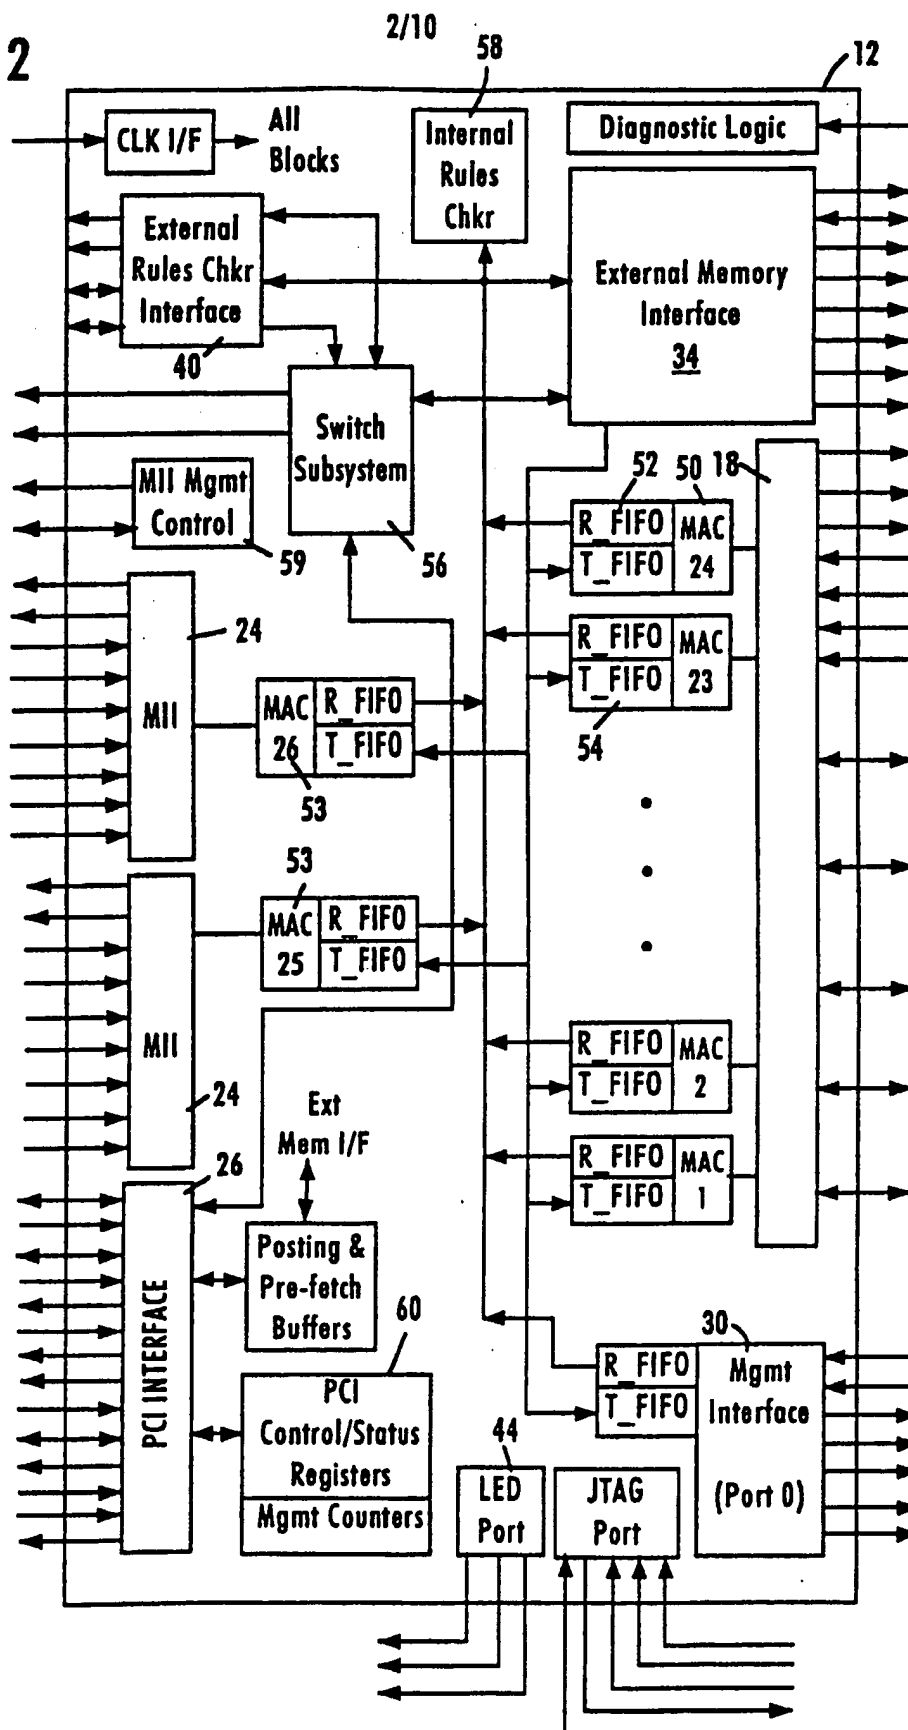 2/10
2
58
12
CLK I/F
All
Blocks
Internal
Rules
Chkr
Diagnostic Logic
External
Rules Chkr
Interface
40
External Memory
Interface
34
Switch
Subsystem
56
MII Mgmt
Control
59
52
50
18
R_FIFO
T_FIFO
MAC
24
R_FIFO
T_FIFO
MAC
23
54
MII
24
MAC
26
R_FIFO
T_FIFO
53
MII
24
53
MAC
25
R_FIFO
T_FIFO
R_FIFO
T_FIFO
MAC
2
R_FIFO
T_FIFO
MAC
1
Ext
Mem I/F
26
PCI INTERFACE
Posting &
Pre-fetch
Buffers
60
PCI
Control/Status
Registers
Mgmt Counters
30
R_FIFO
T_FIFO
Mgmt
Interface
(Port 0)
44
LED
Port
JTAG
Port